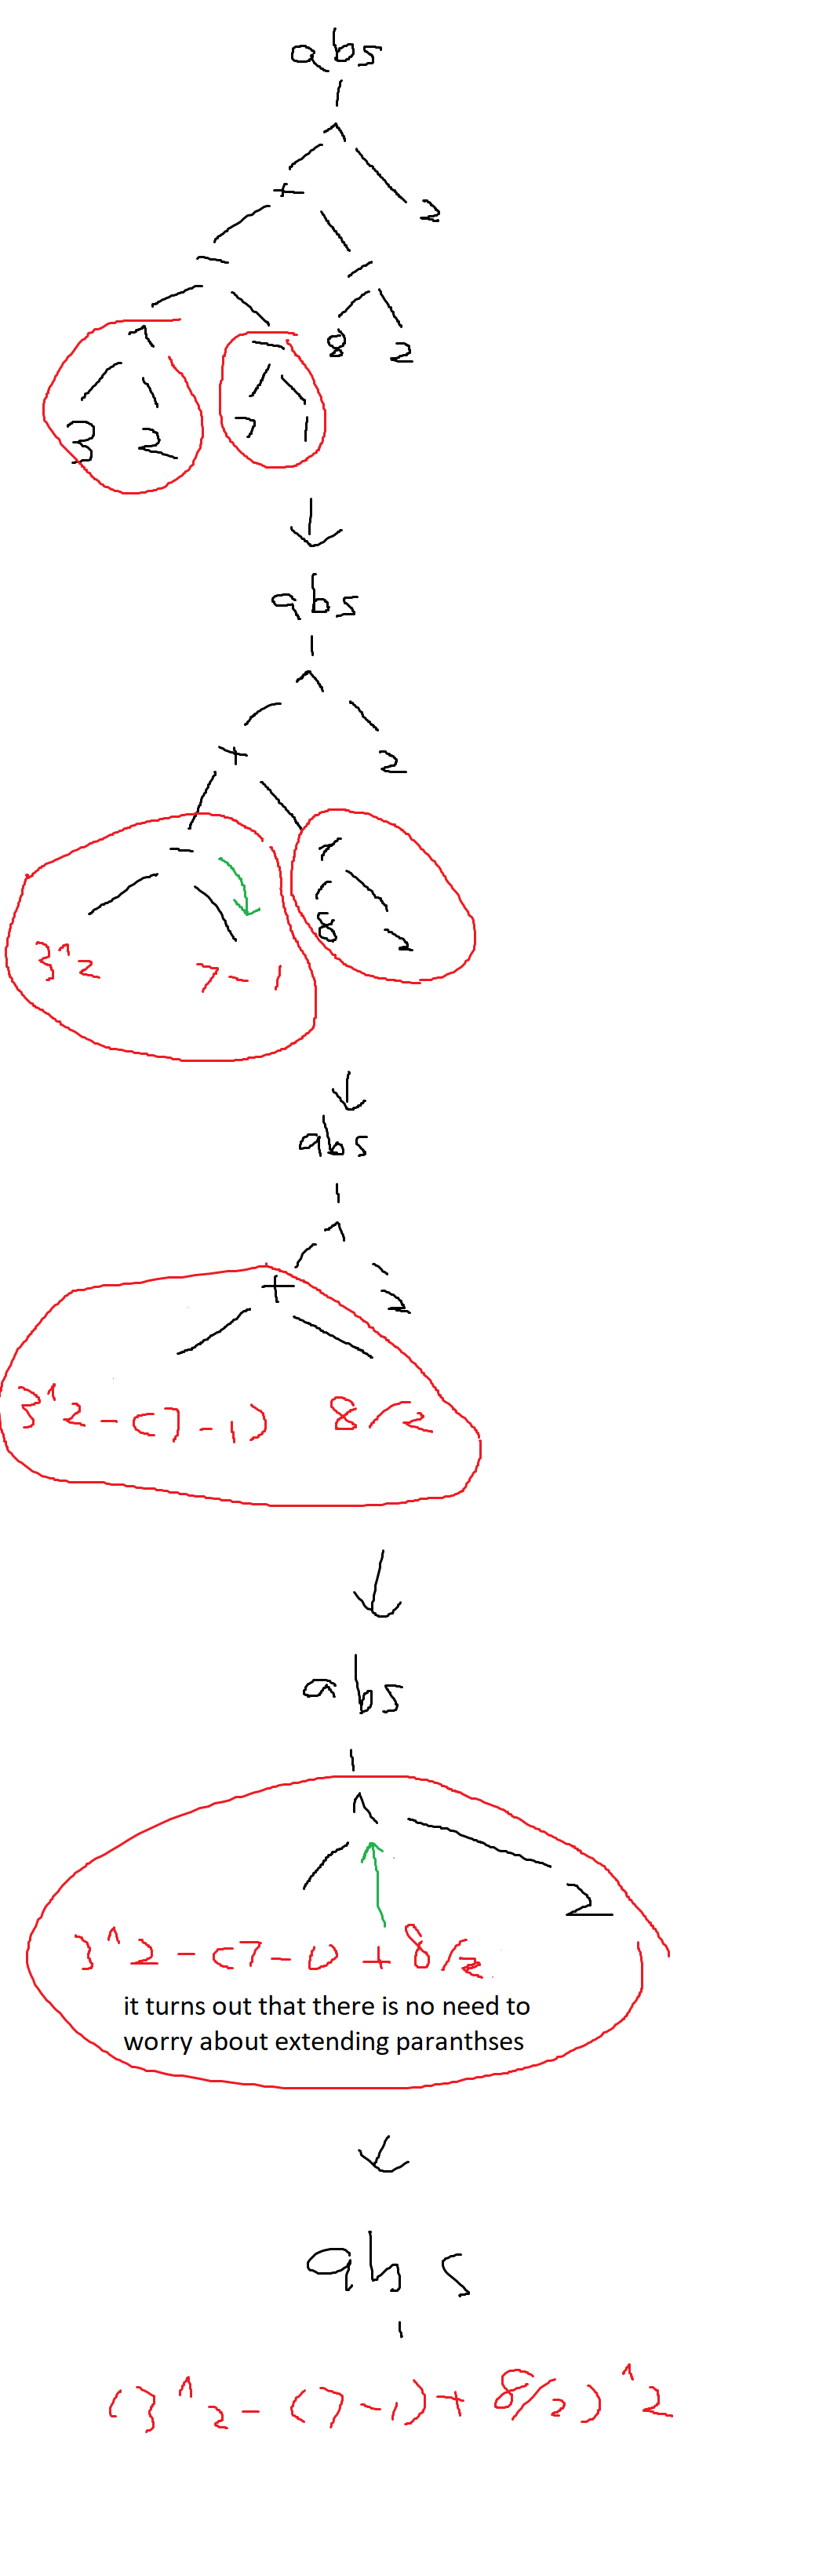 abs
^
+ 2
- /
^ - 8 2
3 2 7 1
abs
^
+ 2
- /
3^2 7-1 8 2
abs
^
+ 2
3^2-(7-1) 8/2
abs
^
2
3^2-(7-1)+8/2
it turns out that there is no need to
worry about extending paranthses
abs
(3^2-(7-1)+8/2)^2